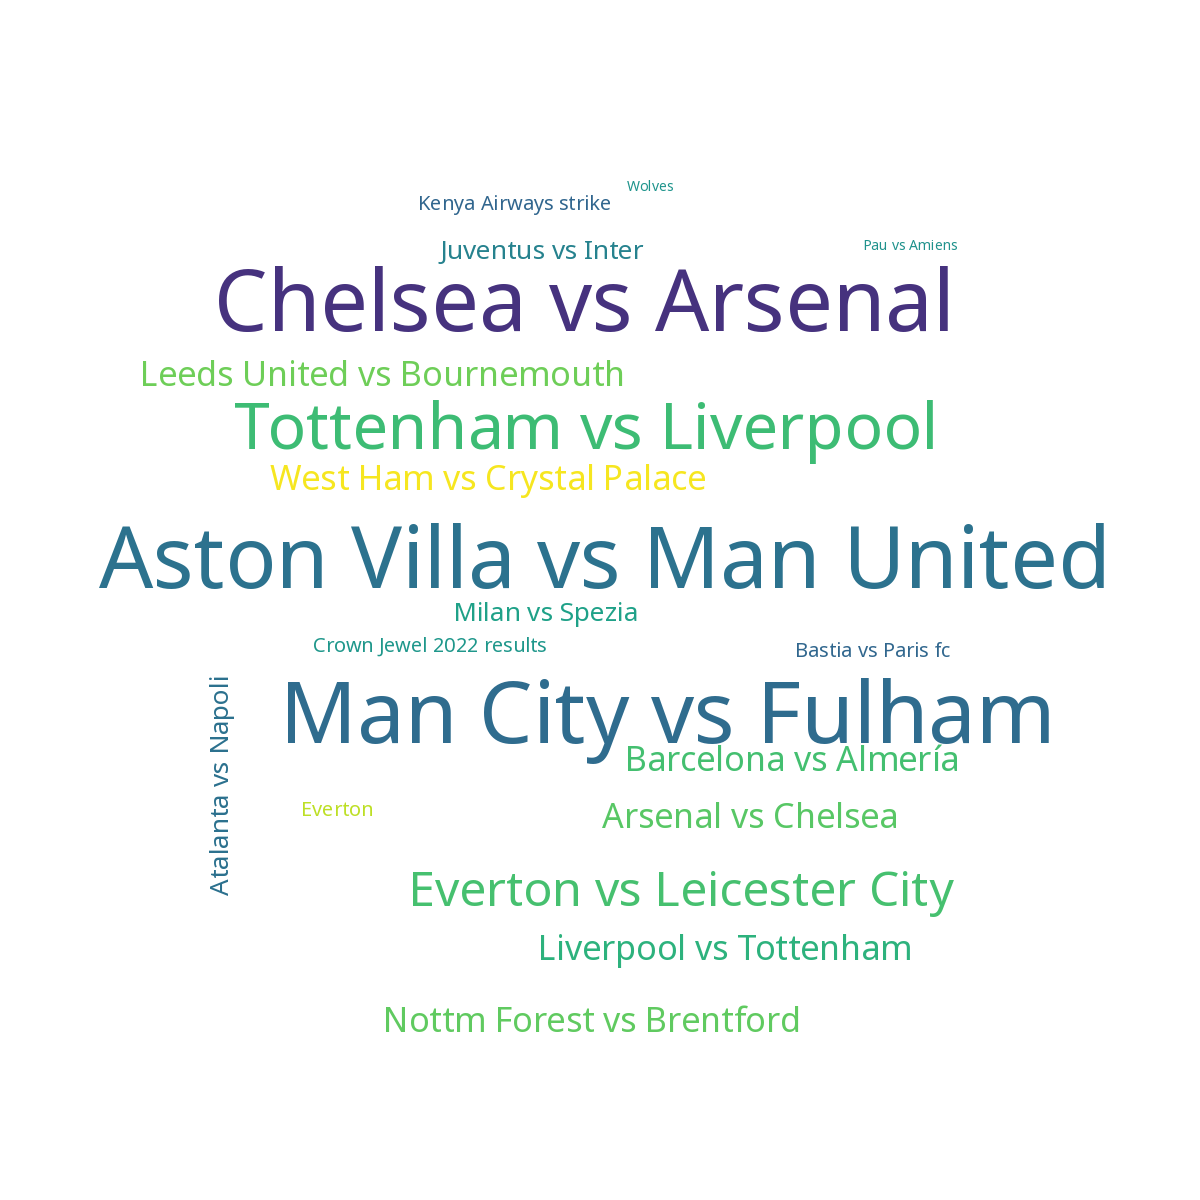 Wolves
Kenya Airways strike
Juventus vs Inter
Pau vs Amiens
Chelsea vs Arsenal
Leeds United vs Bournemouth
Tottenham vs Liverpool
West Ham vs Crystal Palace
Aston Villa vs Man United
Milan vs Spezia
Crown Jewel 2022 results
Bastia vs Paris fc
Atalanta vs Napoli
Man City vs Fulham
Barcelona vs Almería
Everton
Arsenal vs Chelsea
Everton vs Leicester City
Liverpool vs Tottenham
Nottm Forest vs Brentford